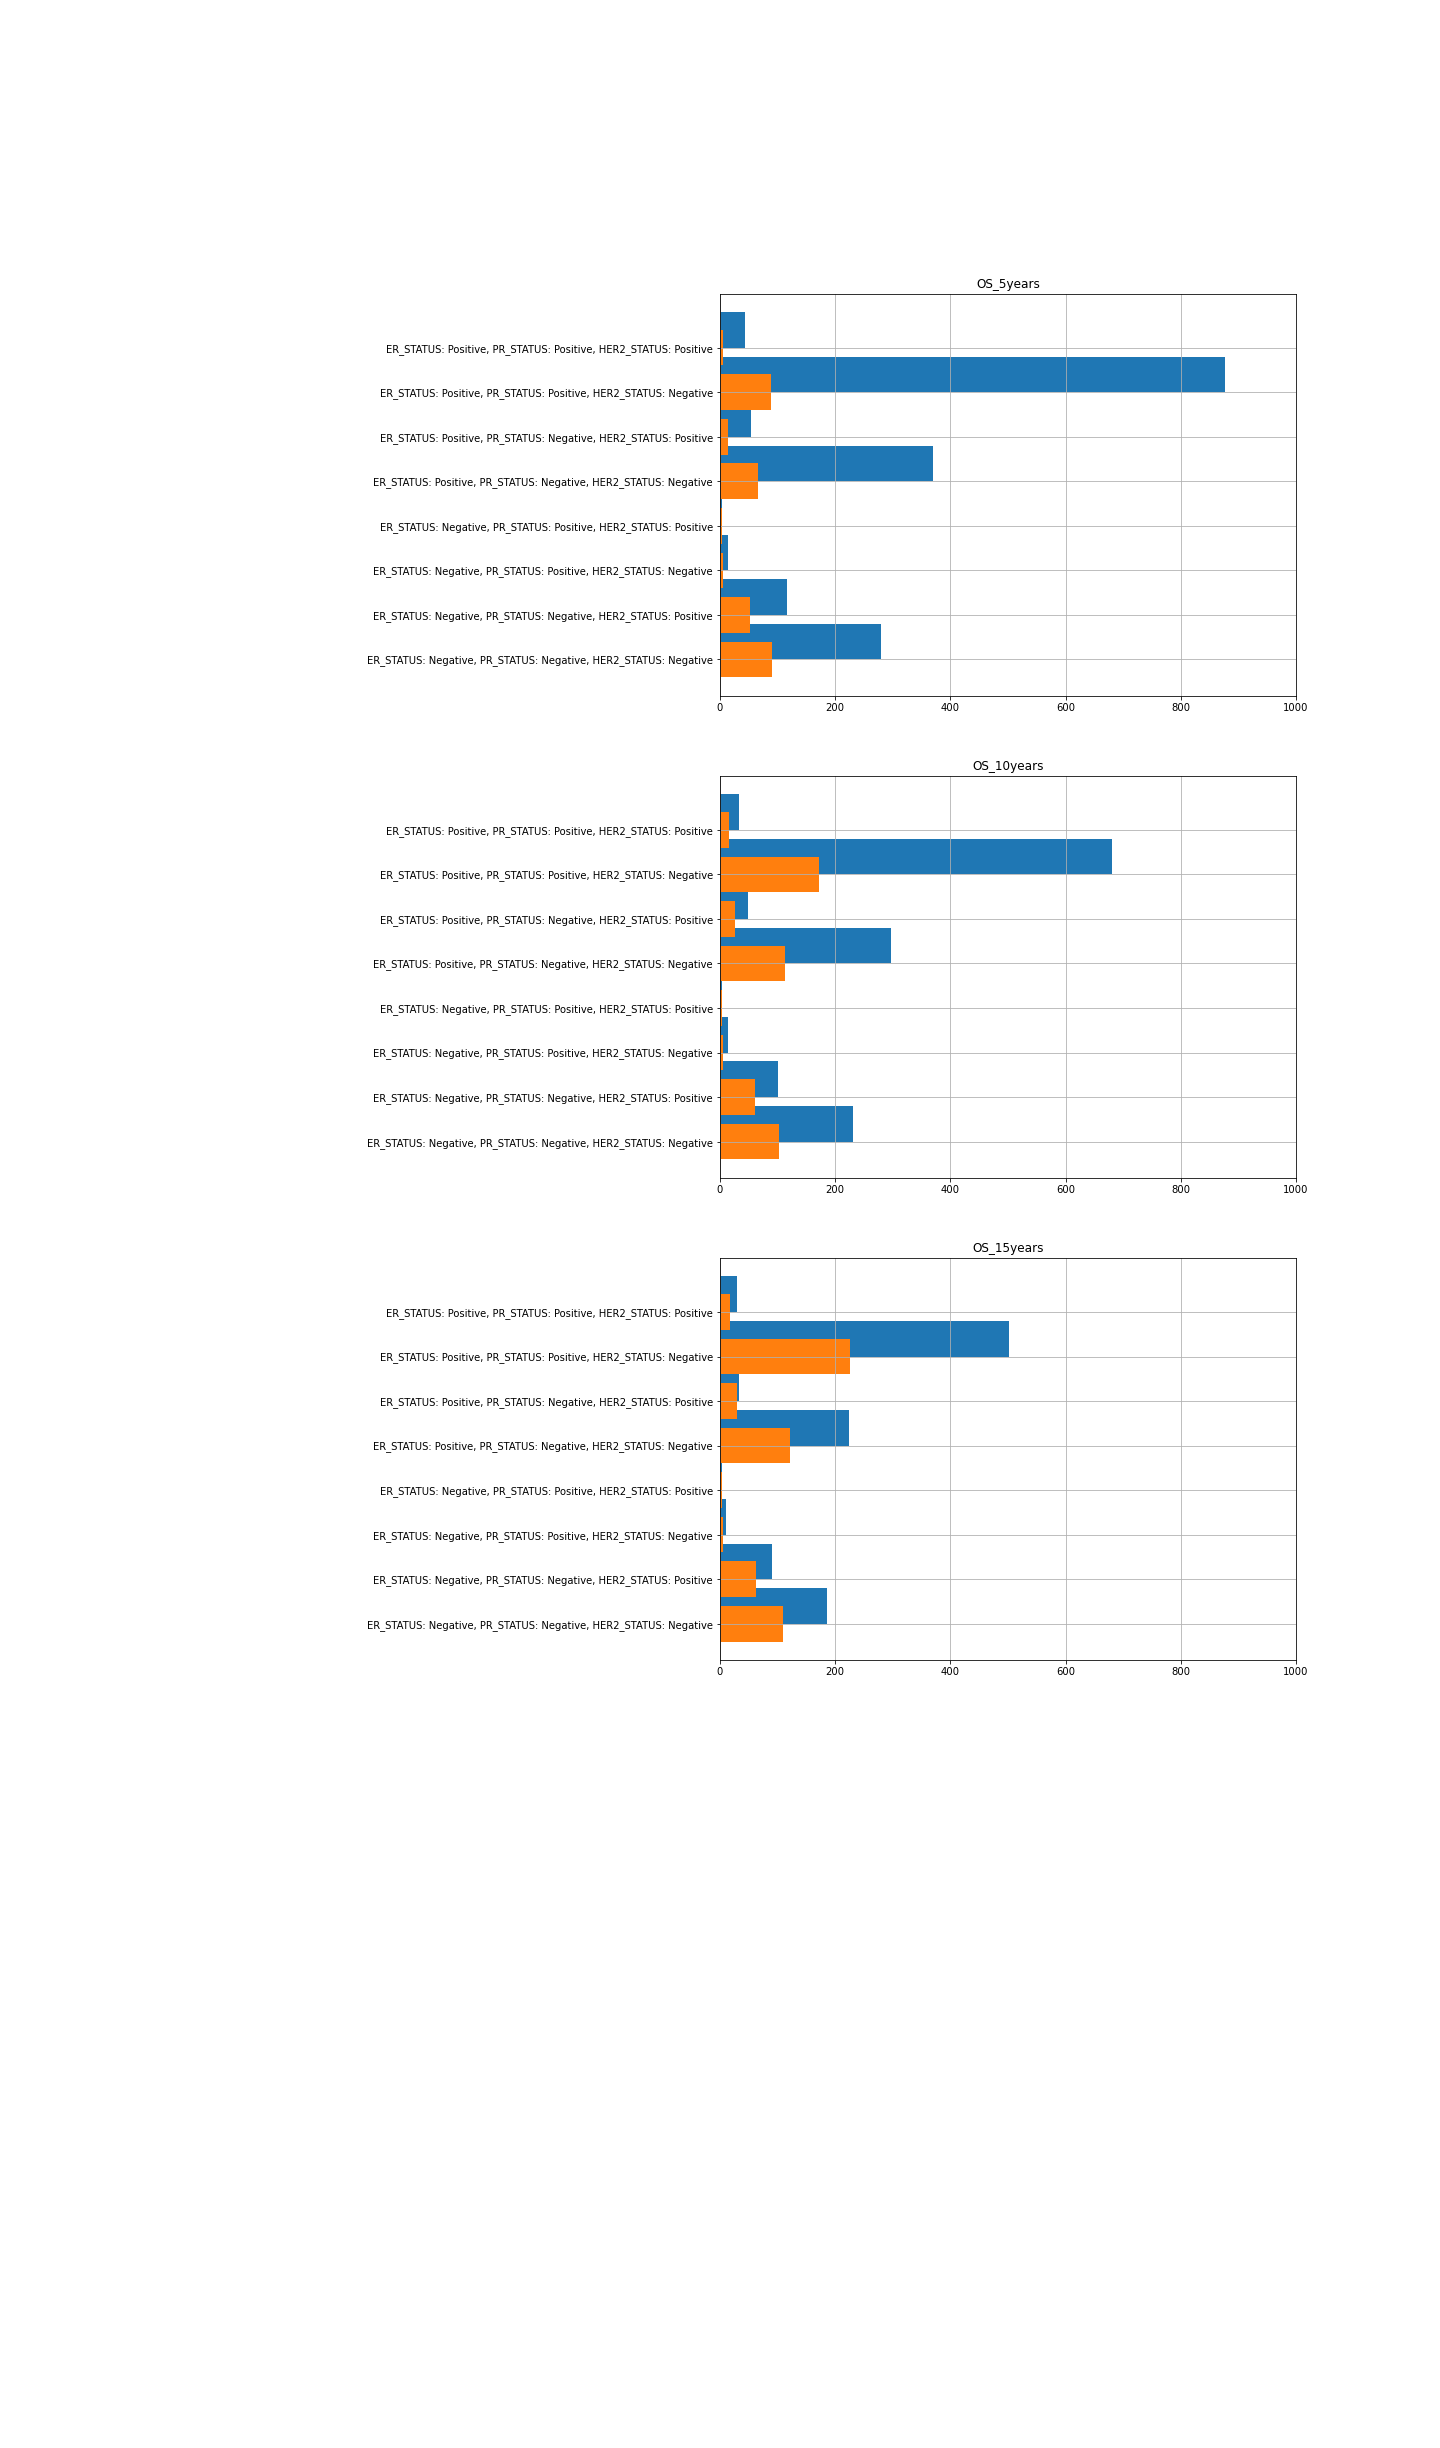 OS_5years
ER_STATUS: Positive, PR_STATUS: Positive, HER2_STATUS: Positive
ER_STATUS: Positive, PR_STATUS: Positive, HER2_STATUS: Negative
ER_STATUS: Positive, PR_STATUS: Negative, HER2_STATUS: Positive
ER_STATUS: Positive, PR_STATUS: Negative, HER2_STATUS: Negative
ER_STATUS: Negative, PR_STATUS: Positive, HER2_STATUS: Positive
ER_STATUS: Negative, PR_STATUS: Positive, HER2_STATUS: Negative
ER_STATUS: Negative, PR_STATUS: Negative, HER2_STATUS: Positive
ER_STATUS: Negative, PR_STATUS: Negative, HER2_STATUS: Negative
0 200 400 600 800 1000
OS_10years
ER_STATUS: Positive, PR_STATUS: Positive, HER2_STATUS: Positive
ER_STATUS: Positive, PR_STATUS: Positive, HER2_STATUS: Negative
ER_STATUS: Positive, PR_STATUS: Negative, HER2_STATUS: Positive
ER_STATUS: Positive, PR_STATUS: Negative, HER2_STATUS: Negative
ER_STATUS: Negative, PR_STATUS: Positive, HER2_STATUS: Positive
ER_STATUS: Negative, PR_STATUS: Positive, HER2_STATUS: Negative
ER_STATUS: Negative, PR_STATUS: Negative, HER2_STATUS: Positive
ER_STATUS: Negative, PR_STATUS: Negative, HER2_STATUS: Negative
0 200 400 600 800 1000
OS_15years
ER_STATUS: Positive, PR_STATUS: Positive, HER2_STATUS: Positive
ER_STATUS: Positive, PR_STATUS: Positive, HER2_STATUS: Negative
ER_STATUS: Positive, PR_STATUS: Negative, HER2_STATUS: Positive
ER_STATUS: Positive, PR_STATUS: Negative, HER2_STATUS: Negative
ER_STATUS: Negative, PR_STATUS: Positive, HER2_STATUS: Positive
ER_STATUS: Negative, PR_STATUS: Positive, HER2_STATUS: Negative
ER_STATUS: Negative, PR_STATUS: Negative, HER2_STATUS: Positive
ER_STATUS: Negative, PR_STATUS: Negative, HER2_STATUS: Negative
0 200 400 600 800 1000